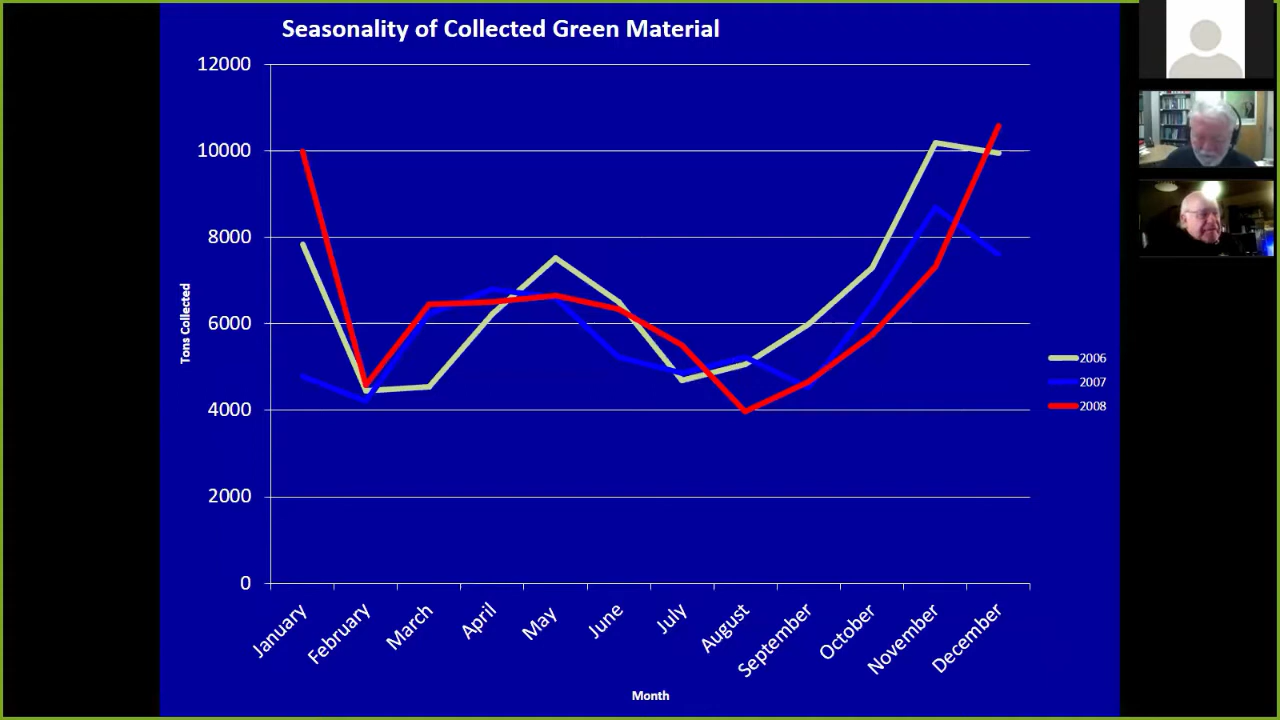 Seasonality of Collected Green Material
12000
10000
8000
6000
4000
2000
0
Tons Collected
January
February
March
April
May
June
July
August
September
October
November
December
Month
2006
2007
2008